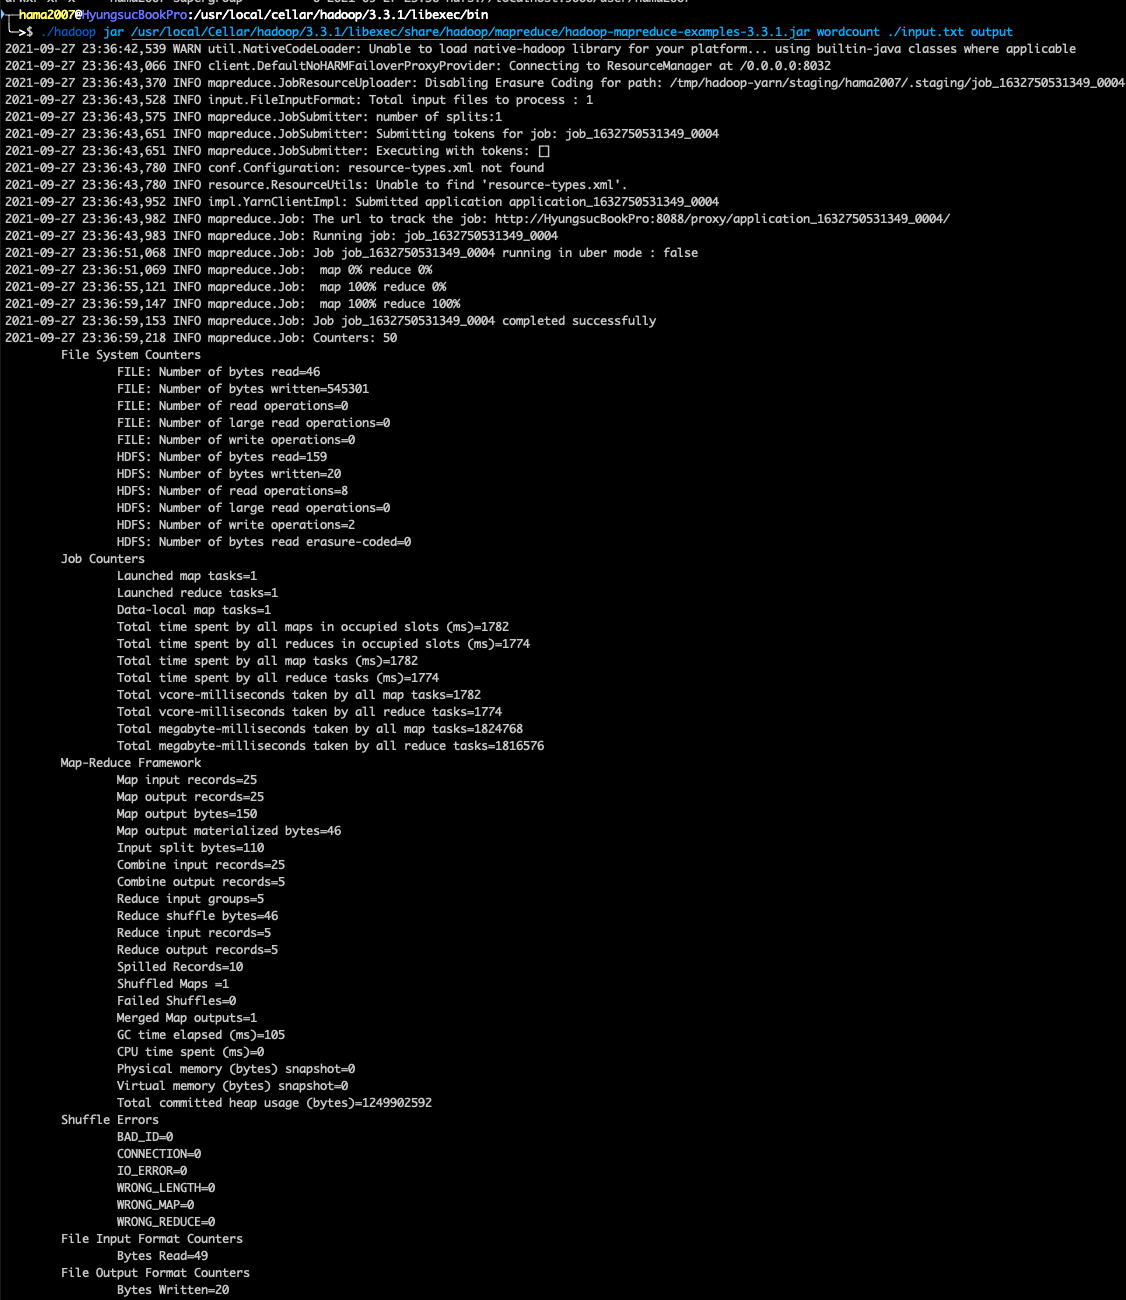 hama2007@HyungsucBookPro:/usr/local/cellar/hadoop/3.3.1/libexec/bin
$ ./hadoop jar /usr/local/Cellar/hadoop/3.3.1/libexec/share/hadoop/mapreduce/hadoop-mapreduce-examples-3.3.1.jar wordcount ./input.txt output
2021-09-27 23:36:42,539 WARN util.NativeCodeLoader: Unable to load native-hadoop library for your platform... using builtin-java classes where applicable
2021-09-27 23:36:43,066 INFO client.DefaultNoHARMFailoverProxyProvider: Connecting to ResourceManager at /0.0.0.0:8032
2021-09-27 23:36:43,370 INFO mapreduce.JobResourceUploader: Disabling Erasure Coding for path: /tmp/hadoop-yarn/staging/hama2007/.staging/job_1632750531349_0004
2021-09-27 23:36:43,528 INFO input.FileInputFormat: Total input files to process : 1
2021-09-27 23:36:43,575 INFO mapreduce.JobSubmitter: number of splits:1
2021-09-27 23:36:43,651 INFO mapreduce.JobSubmitter: Submitting tokens for job: job_1632750531349_0004
2021-09-27 23:36:43,651 INFO mapreduce.JobSubmitter: Executing with tokens: []
2021-09-27 23:36:43,780 INFO conf.Configuration: resource-types.xml not found
2021-09-27 23:36:43,780 INFO resource.ResourceUtils: Unable to find 'resource-types.xml'.
2021-09-27 23:36:43,952 INFO impl.YarnClientImpl: Submitted application application_1632750531349_0004
2021-09-27 23:36:43,982 INFO mapreduce.Job: The url to track the job: http://HyungsucBookPro:8088/proxy/application_1632750531349_0004/
2021-09-27 23:36:43,983 INFO mapreduce.Job: Running job: job_1632750531349_0004
2021-09-27 23:36:51,068 INFO mapreduce.Job: Job job_1632750531349_0004 running in uber mode : false
2021-09-27 23:36:51,069 INFO mapreduce.Job:  map 0% reduce 0%
2021-09-27 23:36:55,121 INFO mapreduce.Job:  map 100% reduce 0%
2021-09-27 23:36:59,147 INFO mapreduce.Job:  map 100% reduce 100%
2021-09-27 23:36:59,153 INFO mapreduce.Job: Job job_1632750531349_0004 completed successfully
2021-09-27 23:36:59,218 INFO mapreduce.Job: Counters: 50
File System Counters
FILE: Number of bytes read=46
FILE: Number of bytes written=545301
FILE: Number of read operations=0
FILE: Number of large read operations=0
FILE: Number of write operations=0
HDFS: Number of bytes read=159
HDFS: Number of bytes written=20
HDFS: Number of read operations=8
HDFS: Number of large read operations=0
HDFS: Number of write operations=2
HDFS: Number of bytes read erasure-coded=0
Job Counters
Launched map tasks=1
Launched reduce tasks=1
Data-local map tasks=1
Total time spent by all maps in occupied slots (ms)=1782
Total time spent by all reduces in occupied slots (ms)=1774
Total time spent by all map tasks (ms)=1782
Total time spent by all reduce tasks (ms)=1774
Total vcore-milliseconds taken by all map tasks=1782
Total vcore-milliseconds taken by all reduce tasks=1774
Total megabyte-milliseconds taken by all map tasks=1824768
Total megabyte-milliseconds taken by all reduce tasks=1816576
Map-Reduce Framework
Map input records=25
Map output records=25
Map output bytes=150
Map output materialized bytes=46
Input split bytes=110
Combine input records=25
Combine output records=5
Reduce input groups=5
Reduce shuffle bytes=46
Reduce input records=5
Reduce output records=5
Spilled Records=10
Shuffled Maps =1
Failed Shuffles=0
Merged Map outputs=1
GC time elapsed (ms)=105
CPU time spent (ms)=0
Physical memory (bytes) snapshot=0
Virtual memory (bytes) snapshot=0
Total committed heap usage (bytes)=1249902592
Shuffle Errors
BAD_ID=0
CONNECTION=0
IO_ERROR=0
WRONG_LENGTH=0
WRONG_MAP=0
WRONG_REDUCE=0
File Input Format Counters
Bytes Read=49
File Output Format Counters
Bytes Written=20